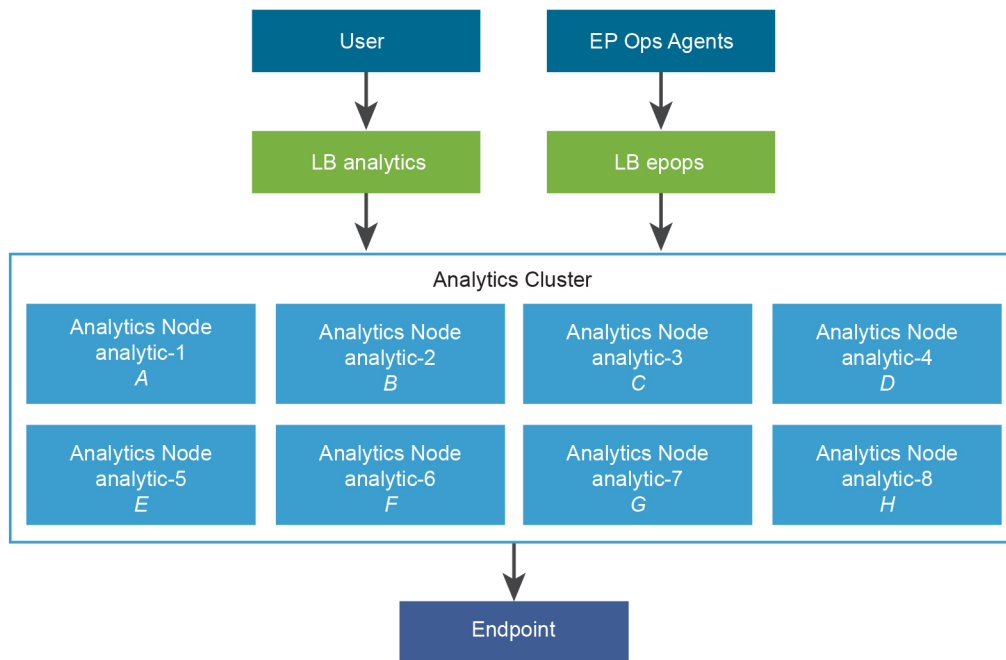 User
EP Ops Agents
LB analytics
LB epops
Analytics Cluster
Analytics Node
analytic-1
A
Analytics Node
analytic-2
B
Analytics Node
analytic-3
C
Analytics Node
analytic-4
D
Analytics Node
analytic-5
E
Analytics Node
analytic-6
F
Analytics Node
analytic-7
G
Analytics Node
analytic-8
H
Endpoint